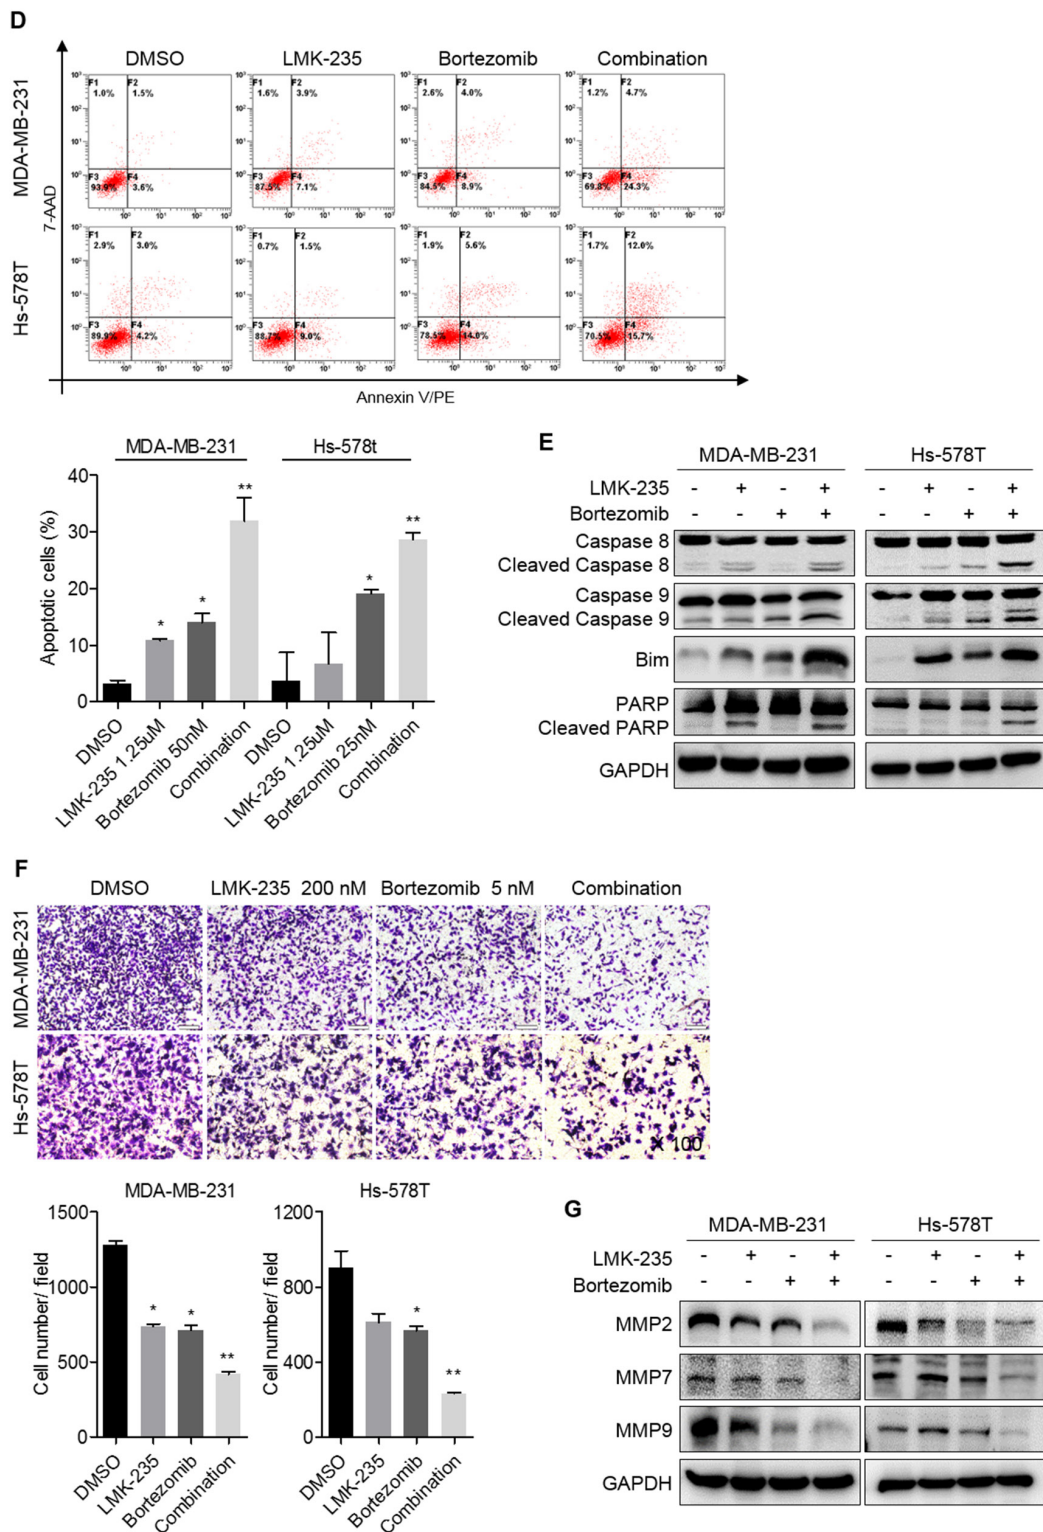 D
DMSO LMK-235 Bortezomib Combination
MDA-MB-231
F1 1.0% F2 1.5% F3 93.9% F4 3.6%
F1 1.6% F2 3.9% F3 87.5% F4 7.1%
F1 2.6% F2 4.0% F3 84.5% F4 8.9%
F1 1.2% F2 4.7% F3 69.8% F4 24.3%
7-AAD
Hs-578T
F1 2.9% F2 3.0% F3 89.9% F4 4.2%
F1 0.7% F2 1.5% F3 88.7% F4 9.0%
F1 1.9% F2 5.6% F3 78.5% F4 14.0%
F1 1.7% F2 12.0% F3 70.5% F4 15.7%
Annexin V/PE
MDA-MB-231 Hs-578t
Apoptotic cells (%)
40
30
20
10
0
* * ** * **
DMSO
LMK-235 1.25uM
Bortezomib 50nM
Combination
DMSO
LMK-235 1.25uM
Bortezomib 25nM
Combination
E
MDA-MB-231 Hs-578T
LMK-235 - + - + - + - +
Bortezomib - - + + - - + +
Caspase 8
Cleaved Caspase 8
Caspase 9
Cleaved Caspase 9
Bim
PARP
Cleaved PARP
GAPDH
F
DMSO LMK-235 200 nM Bortezomib 5 nM Combination
MDA-MB-231
Hs-578T
X 100
MDA-MB-231
Cell number/ field
1500
1000
500
0
* * **
DMSO
LMK-235
Bortezomib
Combination
Hs-578T
Cell number/ field
1200
800
400
0
* **
DMSO
LMK-235
Bortezomib
Combination
G
MDA-MB-231 Hs-578T
LMK-235 - + - + - + - +
Bortezomib - - + + - - + +
MMP2
MMP7
MMP9
GAPDH